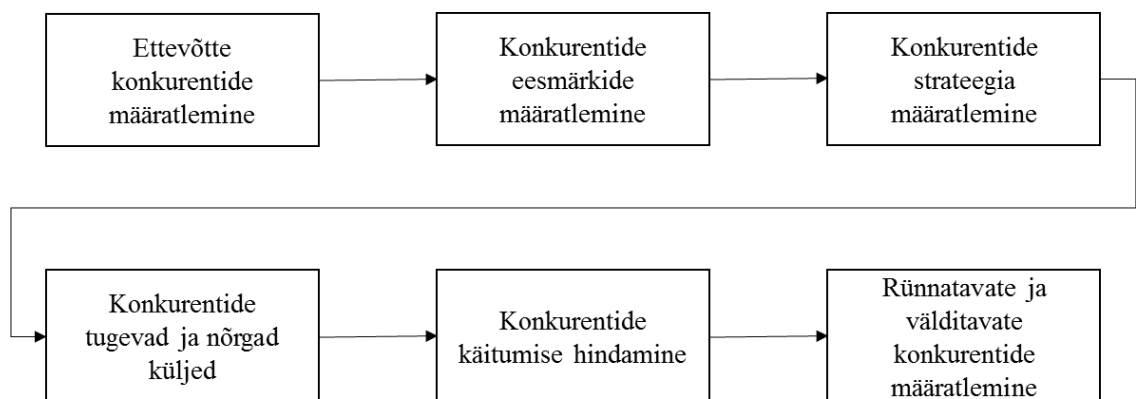 Ettevõtte
konkurentide
määratlemine
Konkurentide
eesmärkide
määratlemine
Konkurentide
strateegia
määratlemine
Konkurentide
tugevad ja nõrgad
küljed
Konkurentide
käitumise hindamine
Rünnatavate ja
välditavate
konkurentide
määratlemine